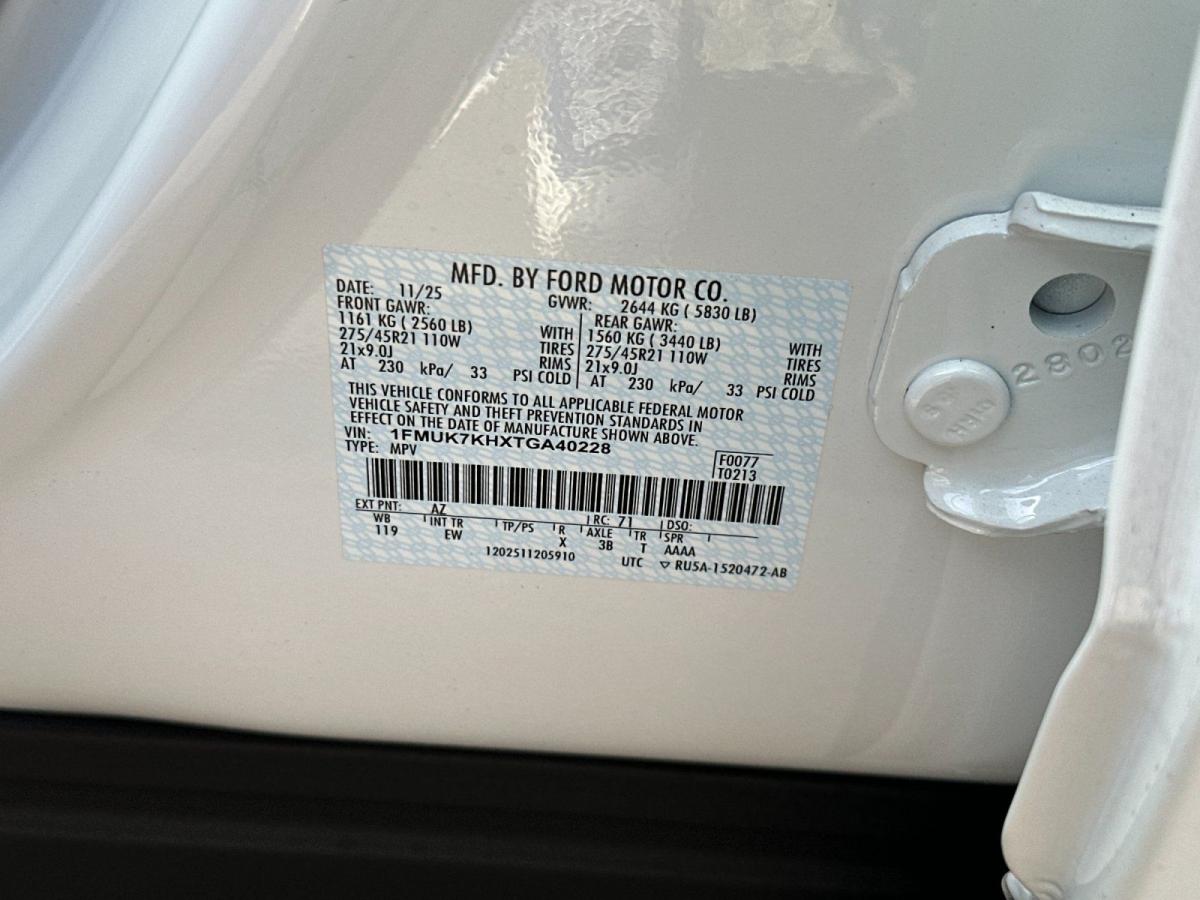 MFD. BY FORD MOTOR CO.
DATE: 11/25 GVWR: 2644 KG ( 5830 LB)
FRONT GAWR: REAR GAWR:
1161 KG ( 2560 LB) WITH 1560 KG ( 3440 LB) WITH
275/45R21 110W TIRES 275/45R21 110W TIRES
21x9.0J RIMS 21x9.0J RIMS
AT 230 kPa/ 33 PSI COLD AT 230 kPa/ 33 PSI COLD
THIS VEHICLE CONFORMS TO ALL APPLICABLE FEDERAL MOTOR
VEHICLE SAFETY AND THEFT PREVENTION STANDARDS IN
EFFECT ON THE DATE OF MANUFACTURE SHOWN ABOVE.
VIN: 1FMUK7KHXTGA40228
TYPE: MPV
F0077
T0213
EXT PNT: AZ RC: 71 DSO:
WB INT TR TP/PS R AXLE TR SPR
119 EW X 3B T AAAA
1202511205910
UTC ▽ RU5A-1520472-AB
2802